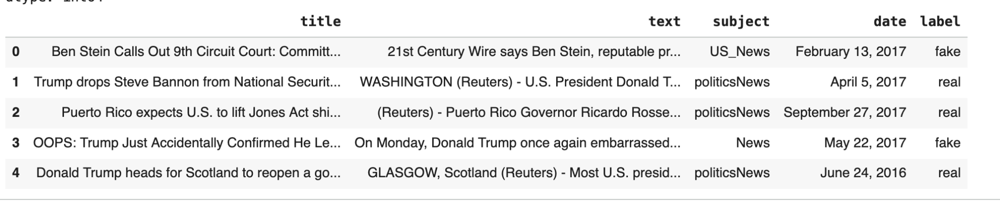 title text subject date label
0 Ben Stein Calls Out 9th Circuit Court: Committ... 21st Century Wire says Ben Stein, reputable pr... US_News February 13, 2017 fake
1 Trump drops Steve Bannon from National Securit... WASHINGTON (Reuters) - U.S. President Donald T... politicsNews April 5, 2017 real
2 Puerto Rico expects U.S. to lift Jones Act shi... (Reuters) - Puerto Rico Governor Ricardo Rosse... politicsNews September 27, 2017 real
3 OOPS: Trump Just Accidentally Confirmed He Le... On Monday, Donald Trump once again embarrassed... News May 22, 2017 fake
4 Donald Trump heads for Scotland to reopen a go... GLASGOW, Scotland (Reuters) - Most U.S. presid... politicsNews June 24, 2016 real